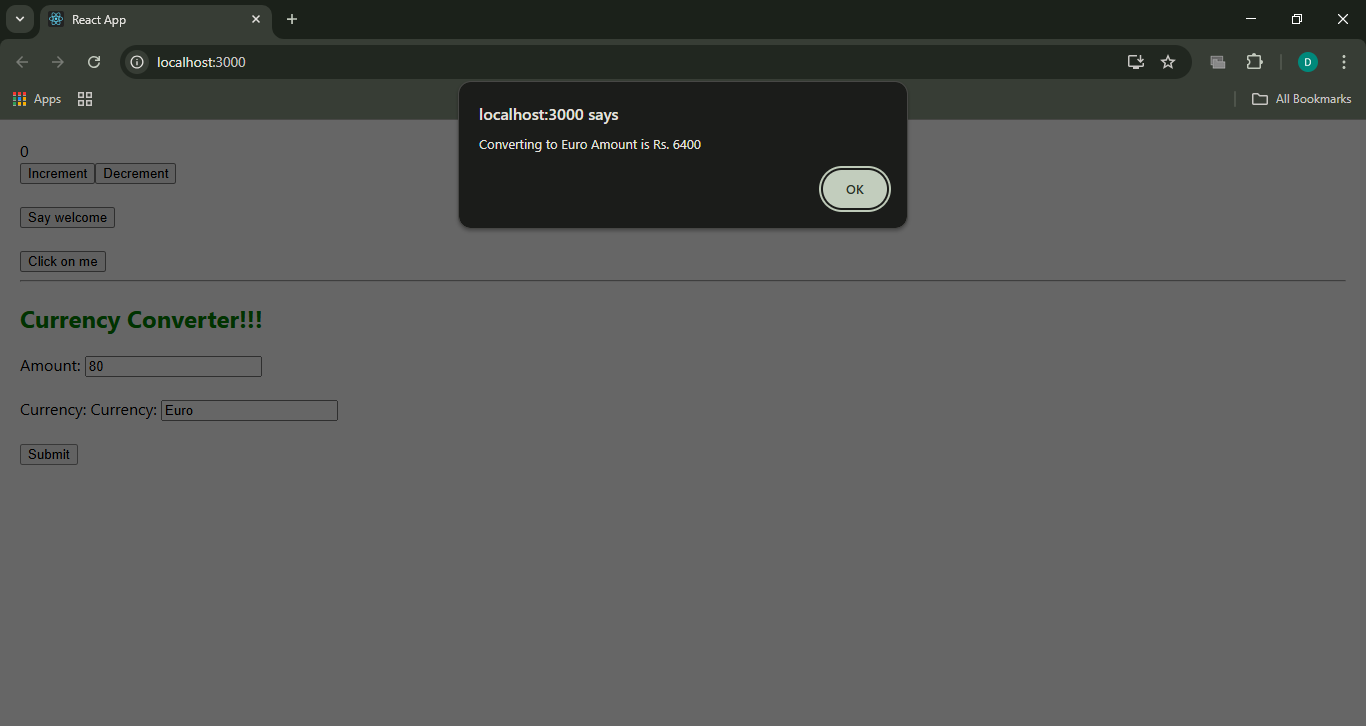 React App
localhost:3000
D
Apps
All Bookmarks
localhost:3000 says
Converting to Euro Amount is Rs. 6400
OK
0
Increment Decrement
Say welcome
Click on me
Currency Converter!!!
Amount: 80
Currency: Currency: Euro
Submit